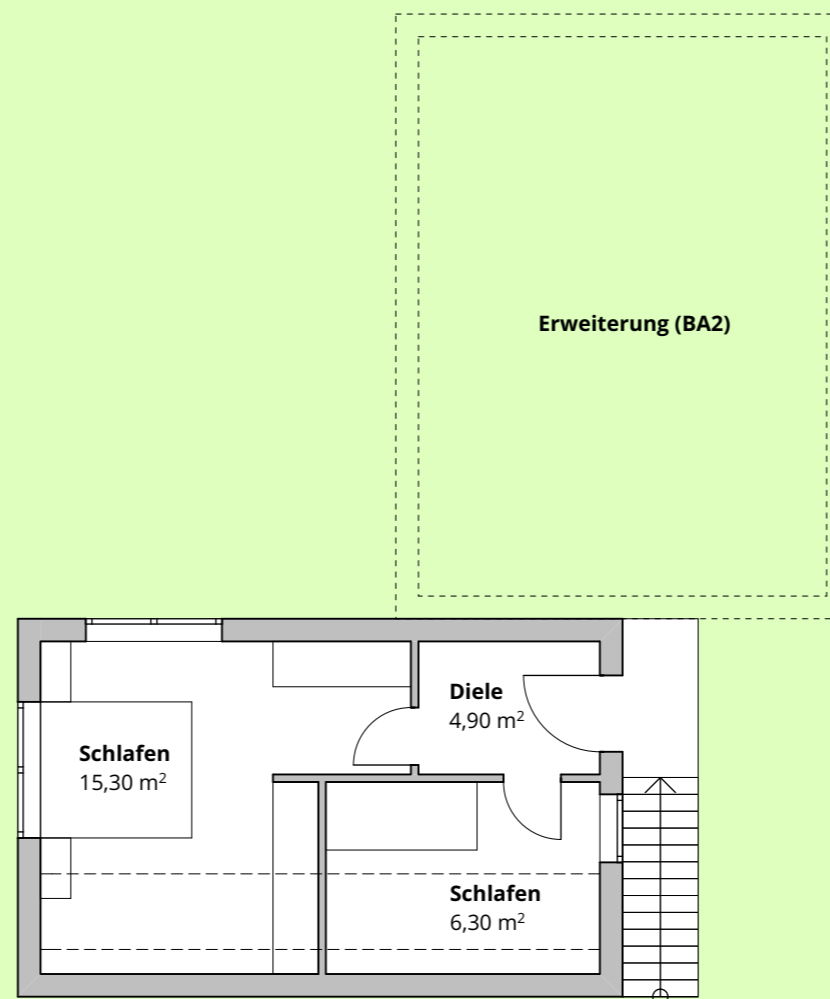 Erweiterung (BA2)
Diele
4,90 m²
Schlafen
15,30 m²
Schlafen
6,30 m²